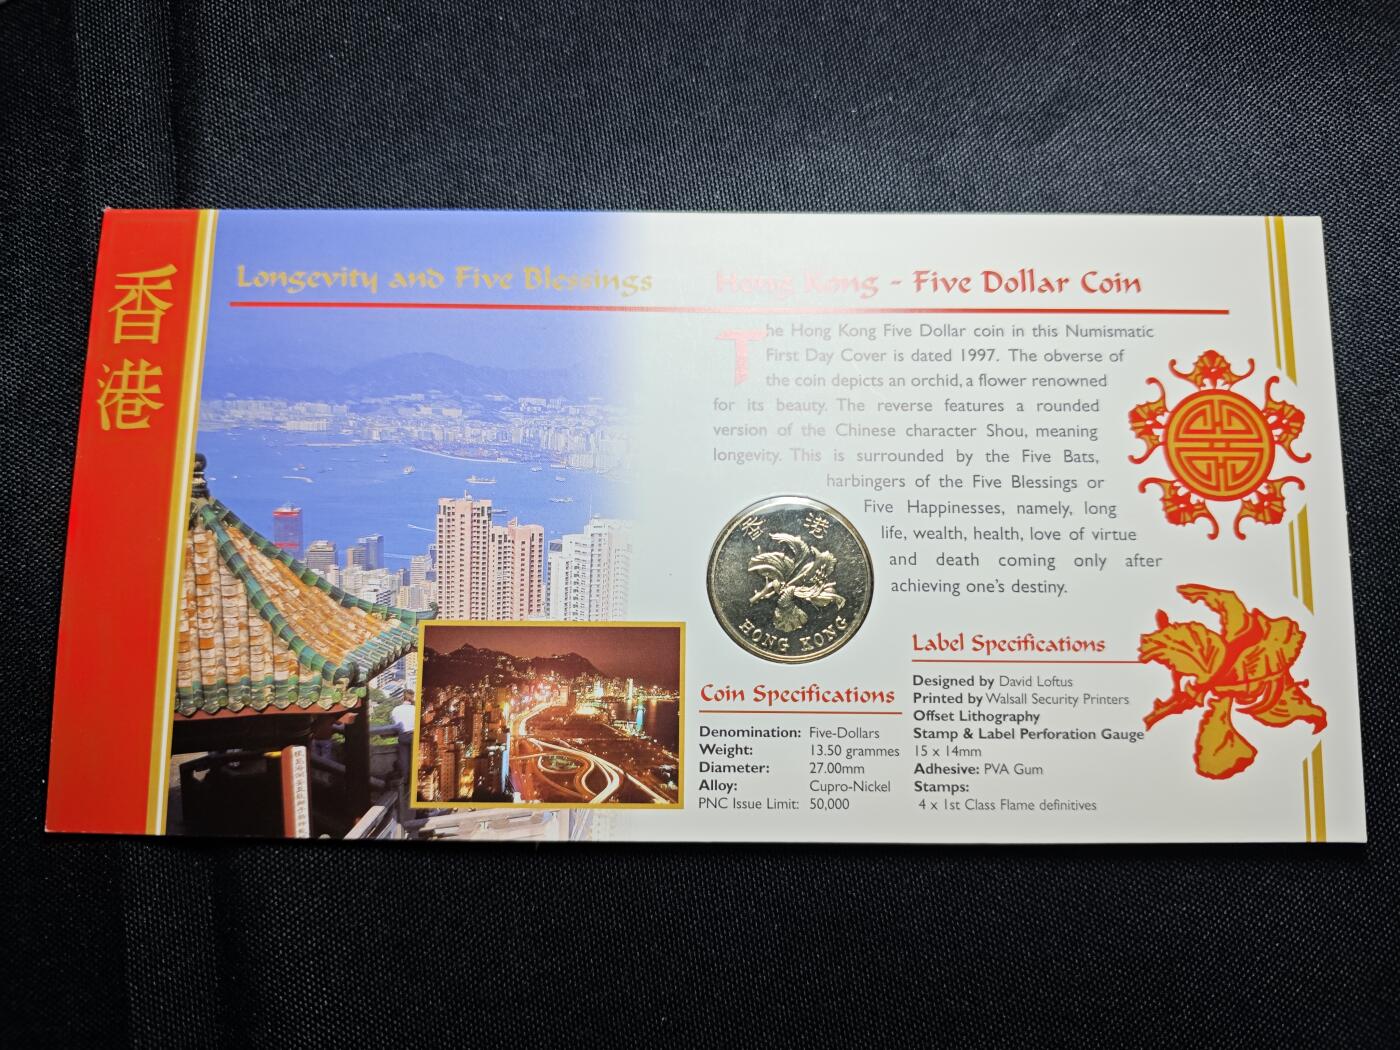 香港
Longevity and Five Blessings
Hong Kong - Five Dollar Coin
The Hong Kong Five Dollar coin in this Numismatic
First Day Cover is dated 1997. The obverse of
the coin depicts an orchid, a flower renowned
for its beauty. The reverse features a rounded
version of the Chinese character Shou, meaning
longevity. This is surrounded by the Five Bats,
harbingers of the Five Blessings or
Five Happinesses, namely, long
life, wealth, health, love of virtue
and death coming only after
achieving one's destiny.
香港
HONG KONG
Coin Specifications
Denomination: Five-Dollars
Weight: 13.50 grammes
Diameter: 27.00mm
Alloy: Cupro-Nickel
PNC Issue Limit: 50,000
Label Specifications
Designed by David Loftus
Printed by Walsall Security Printers
Offset Lithography
Stamp & Label Perforation Gauge
15 x 14mm
Adhesive: PVA Gum
Stamps:
4 x 1st Class Flame definitives